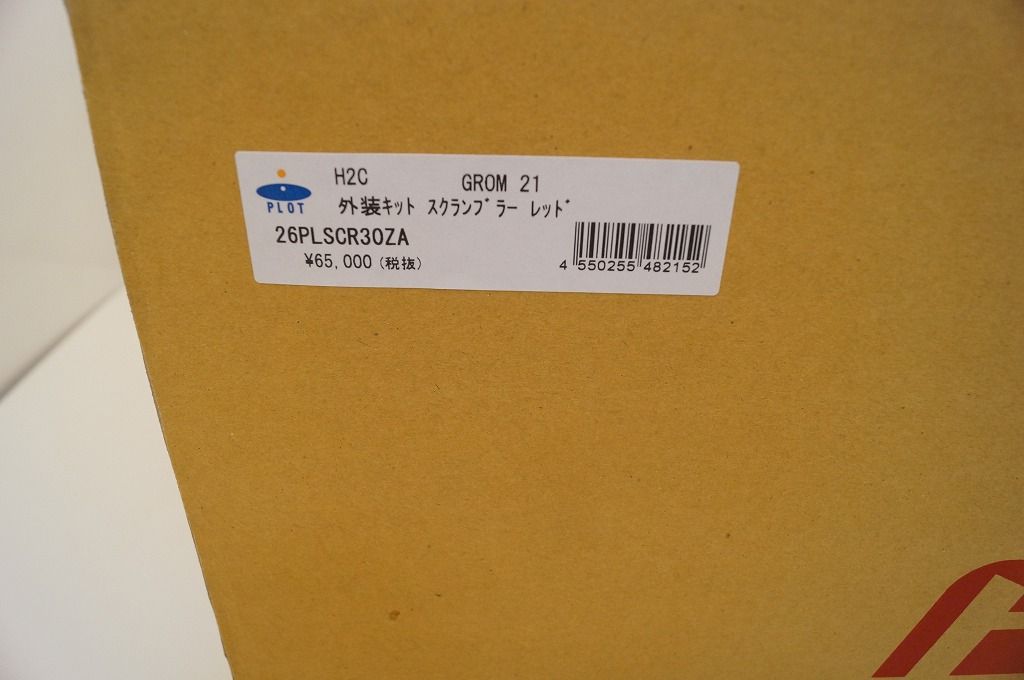 PLOT
H2C GROM 21
外装キット スクランブラー レッド
26PLSCR30ZA
¥65,000 (税抜)
4 550255 482152